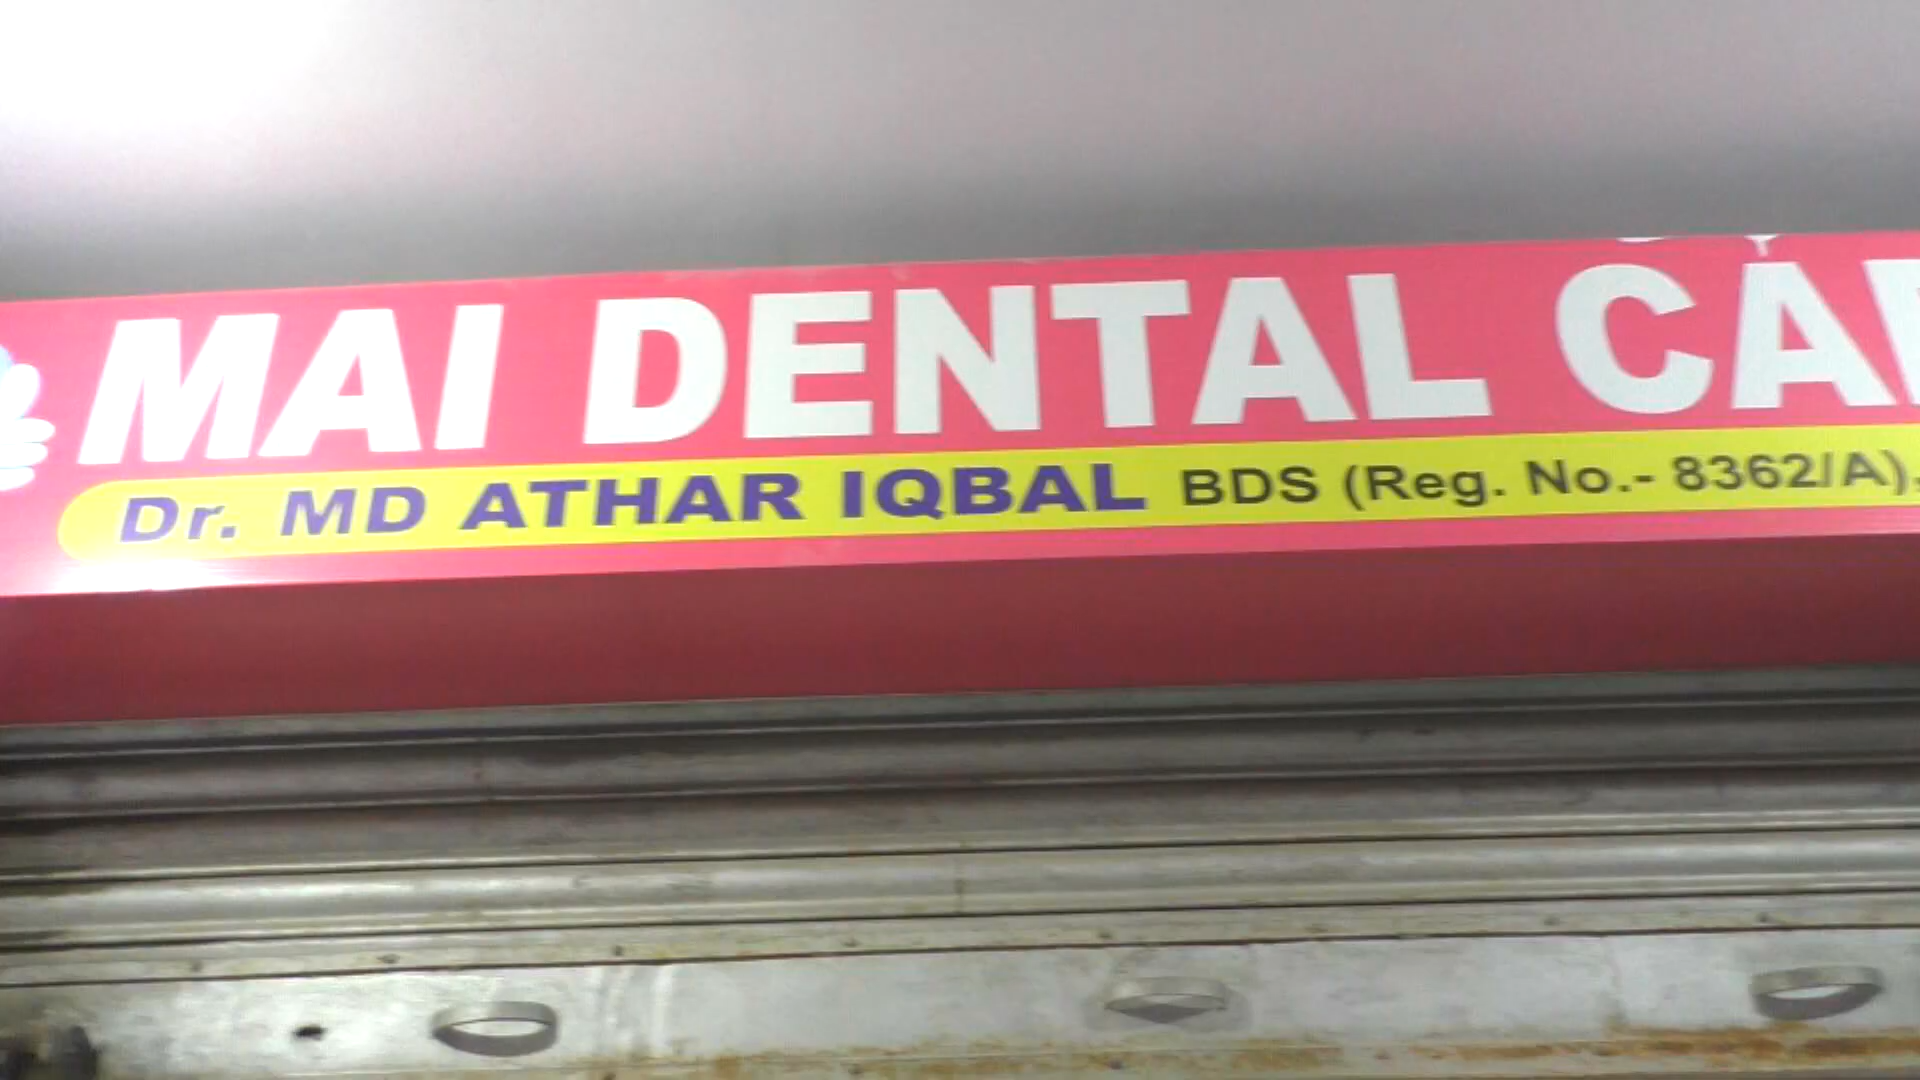 MAI DENTAL
Dr. MD ATHAR IQBAL BDS (Reg. No.- 8362/A),